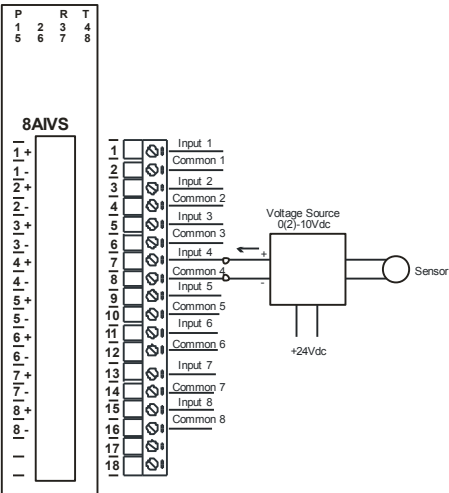 P R T
1 2 3 4
5 6 7 8
8AIVS
1 +
1 -
2 +
2 -
3 +
3 -
4 +
4 -
5 +
5 -
6 +
6 -
7 +
7 -
8 +
8 -
1 Input 1
2 Common 1
3 Input 2
4 Common 2
5 Input 3
6 Common 3
7 Input 4
8 Common 4
9 Input 5
10 Common 5
11 Input 6
12 Common 6
13 Input 7
14 Common 7
15 Input 8
16 Common 8
17
18
Voltage Source
0(2)-10Vdc
+
-
Sensor
+24Vdc